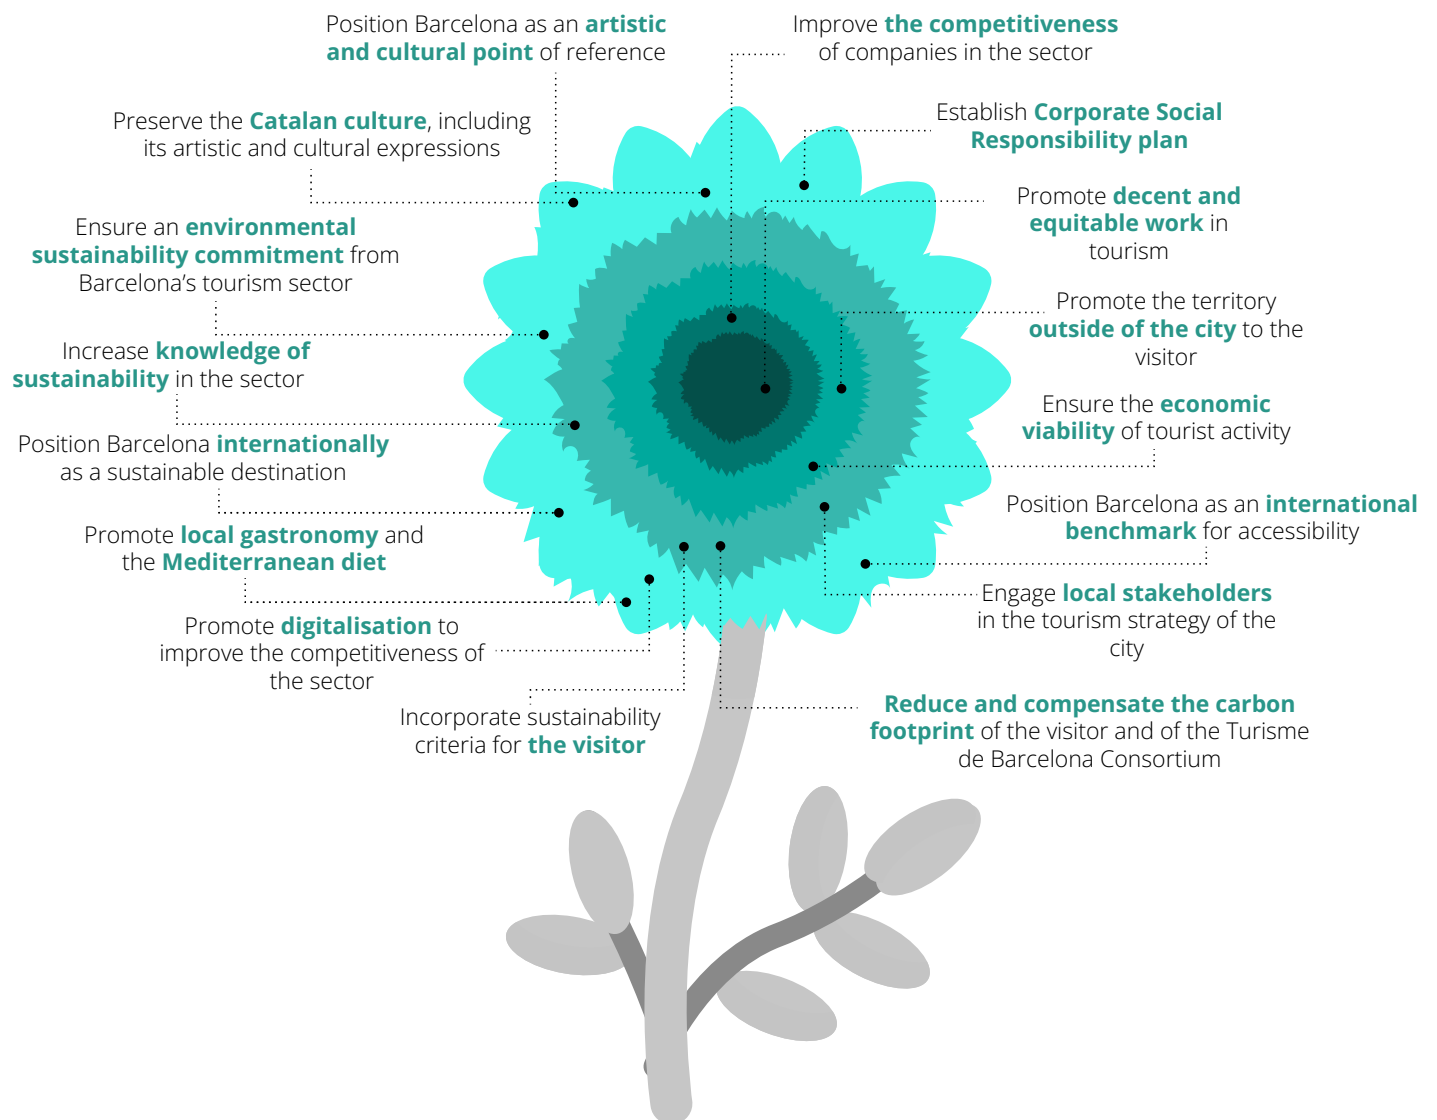 Position Barcelona as an artistic
and cultural point of reference
Preserve the Catalan culture, including
its artistic and cultural expressions
Ensure an environmental
sustainability commitment from
Barcelona’s tourism sector
Increase knowledge of
sustainability in the sector
Position Barcelona internationally
as a sustainable destination
Promote local gastronomy and
the Mediterranean diet
Promote digitalisation to
improve the competitiveness of
the sector
Incorporate sustainability
criteria for the visitor
Improve the competitiveness
of companies in the sector
Establish Corporate Social
Responsibility plan
Promote decent and
equitable work in
tourism
Promote the territory
outside of the city to the
visitor
Ensure the economic
viability of tourist activity
Position Barcelona as an international
benchmark for accessibility
Engage local stakeholders
in the tourism strategy of the
city
Reduce and compensate the carbon
footprint of the visitor and of the Turisme
de Barcelona Consortium